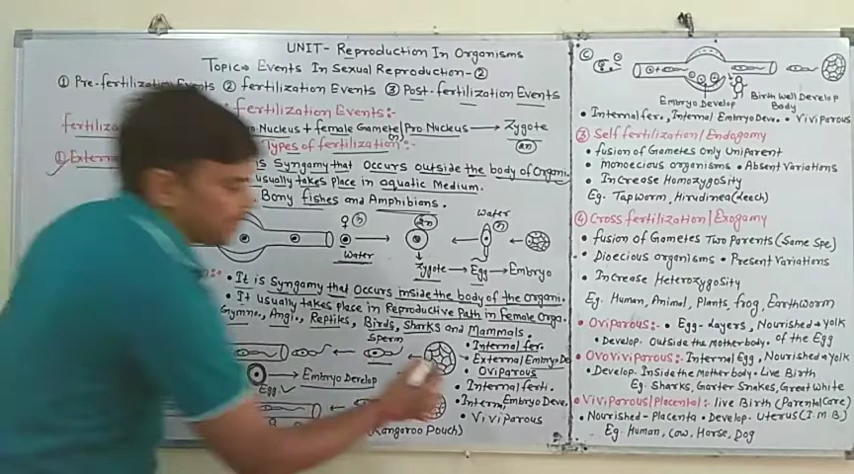 UNIT- Reproduction In Organisms
Topic⇒ Events In Sexual Reproduction-②
① Pre-fertilization Events ② fertilization Events ③ Post-fertilization Events
fertilization Events:-
Pro Nucleus + female Gamete/Pro Nucleus ⟶ Zygote
(n) (2n)
Types of fertilization:-
① Extern
is Syngamy that Occurs outside the body of Organi.
usually takes place in aquatic Medium.
Bony fishes and Amphibians.
♀ (n) (2n) Water (n)
Water
Zygote → Egg → Embryo
• It is Syngamy that Occurs inside the body of the organi.
• It usually takes Place in Reproductive Path in Female Orga.
Gymno., Angi., Reptiles, Birds, Sharks and Mammals.
Sperm
• Internal fer.
• External Embryo De
• Oviparous
Egg → Embryo Develop
• Internal ferti.
• Intern. Embryo Deve.
• Viviparous
(Kangaroo Pouch)
©
Embryo Develop Birth Well Develop Body
• Internal fer., Internal Embryo Deve. • Viviparous
③ Self fertilization/Endogamy
• fusion of Gametes Only Uniparent
• monoecious organisms • Absent Variations
• Increase Homozygosity
Eg. Tapworm, Hirudinea (Leech)
④ Cross fertilization/Exogamy
• fusion of Gametes Two Parents (Same Spe)
• Dioecious organisms • Present Variations
• Increase Heterozygosity
Eg. Human, Animal, Plants, frog, Earthworm
• Oviparous:- • Egg-Layers, Nourished → Yolk of the Egg
• Develop Outside the Motherbody
• Ovoviviparous:- Internal Egg, Nourished → Yolk
• Develop. Inside the Motherbody • Live Birth
Eg: Sharks, Garter Snakes, Great White
• Viviparous/Placental:- live Birth (Parental Care)
• Nourished - Placenta • Develop. Uterus (I.M.B)
Eg. Human, Cow, Horse, Dog